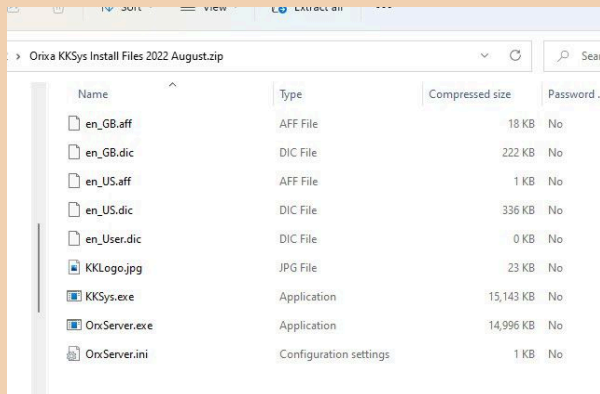 Sort View Extract all ...
> Orixa KKSys Install Files 2022 August.zip Sear
Name Type Compressed size Password ...
en_GB.aff AFF File 18 KB No
en_GB.dic DIC File 222 KB No
en_US.aff AFF File 1 KB No
en_US.dic DIC File 336 KB No
en_User.dic DIC File 0 KB No
KKLogo.jpg JPG File 23 KB No
KKSys.exe Application 15,143 KB No
OrxServer.exe Application 14,996 KB No
OrxServer.ini Configuration settings 1 KB No